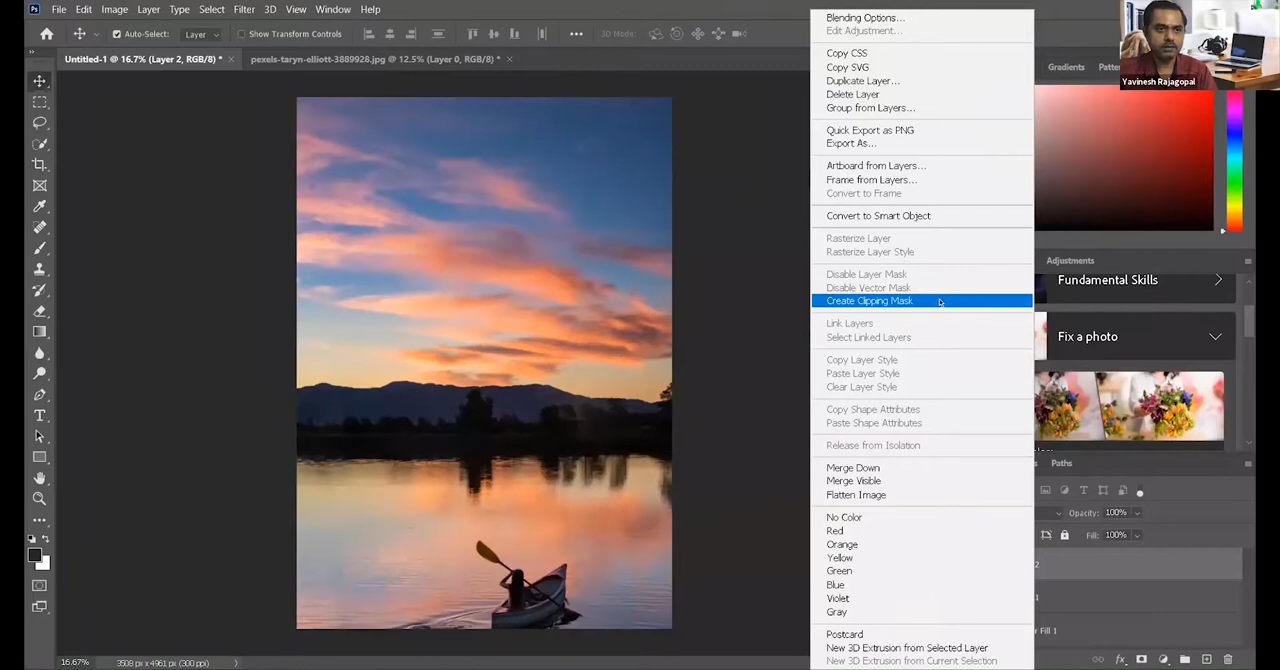 Ps File Edit Image Layer Type Select Filter 3D View Window Help
Auto-Select: Layer Show Transform Controls 3D Mode:
Untitled-1 @ 16.7% (Layer 2, RGB/8) * × pexels-taryn-elliott-3889928.jpg @ 12.5% (Layer 0, RGB/8) * ×
Blending Options...
Edit Adjustment...
Copy CSS
Copy SVG
Duplicate Layer...
Delete Layer
Group from Layers...
Quick Export as PNG
Export As...
Artboard from Layers...
Frame from Layers...
Convert to Frame
Convert to Smart Object
Rasterize Layer
Rasterize Layer Style
Disable Layer Mask
Disable Vector Mask
Create Clipping Mask
Link Layers
Select Linked Layers
Copy Layer Style
Paste Layer Style
Clear Layer Style
Copy Shape Attributes
Paste Shape Attributes
Release from Isolation
Merge Down
Merge Visible
Flatten Image
No Color
Red
Orange
Yellow
Green
Blue
Violet
Gray
Postcard
New 3D Extrusion from Selected Layer
New 3D Extrusion from Current Selection
Yavinesh Rajagopal
Gradients
Adjustments
Fundamental Skills
Fix a photo
Paths
Opacity: 100%
Fill: 100%
2
1
Fill 1
16.67% 3508 px x 4961 px (300 ppi)